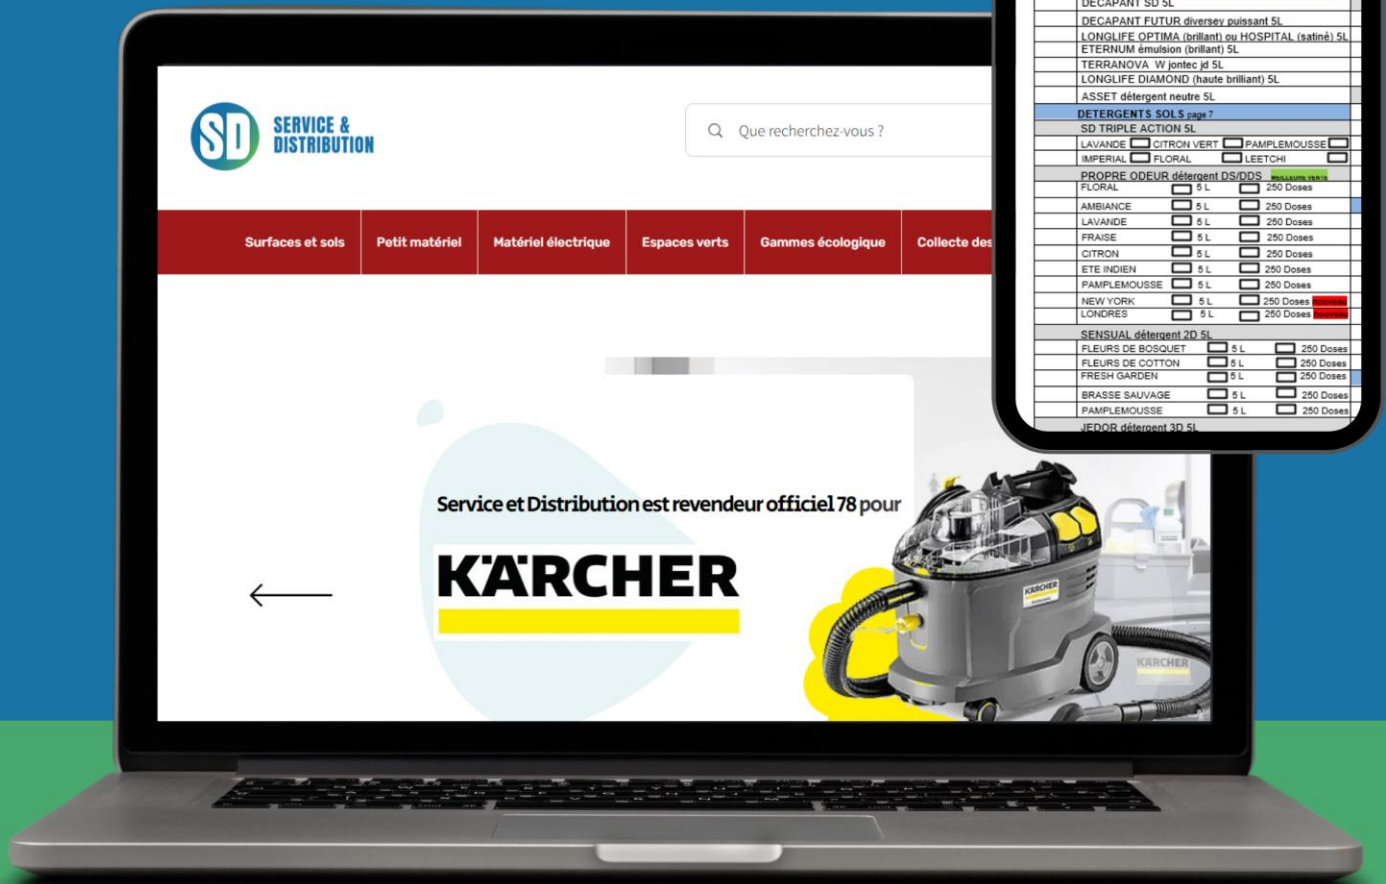 SD
SERVICE &
DISTRIBUTION
Que recherchez-vous ?
Surfaces et sols
Petit matériel
Matériel électrique
Espaces verts
Gammes écologique
Collecte des
Service et Distribution est revendeur officiel 78 pour
KÄRCHER
KÄRCHER
KÄRCHER
DECAPANT SD 5L
DECAPANT FUTUR diversey puissant 5L
LONGLIFE OPTIMA (brillant) ou HOSPITAL (satiné) 5L
ETERNUM émulsion (brillant) 5L
TERRANOVA W jontec jd 5L
LONGLIFE DIAMOND (haute brilliant) 5L
ASSET détergent neutre 5L
DETERGENTS SOLS page 7
SD TRIPLE ACTION 5L
LAVANDE CITRON VERT PAMPLEMOUSSE
IMPERIAL FLORAL LEETCHI
PROPRE ODEUR détergent DS/DDS MEILLEURE VENTE
FLORAL 5 L 250 Doses
AMBIANCE 5 L 250 Doses
LAVANDE 5 L 250 Doses
FRAISE 5 L 250 Doses
CITRON 5 L 250 Doses
ETE INDIEN 5 L 250 Doses
PAMPLEMOUSSE 5 L 250 Doses
NEW YORK 5 L 250 Doses nouveau
LONDRES 5 L 250 Doses nouveau
SENSUAL détergent 2D 5L
FLEURS DE BOSQUET 5 L 250 Doses
FLEURS DE COTTON 5 L 250 Doses
FRESH GARDEN 5 L 250 Doses
BRASSE SAUVAGE 5 L 250 Doses
PAMPLEMOUSSE 5 L 250 Doses
JEDOR détergent 3D 5L